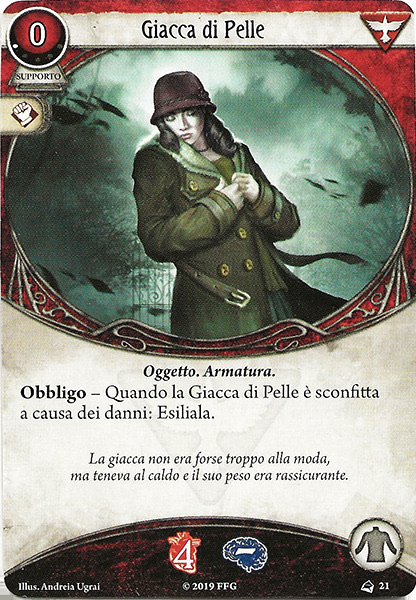 0
Giacca di Pelle
SUPPORTO
Oggetto. Armatura.
Obbligo – Quando la Giacca di Pelle è sconfitta
a causa dei danni: Esiliala.
La giacca non era forse troppo alla moda,
ma teneva al caldo e il suo peso era rassicurante.
4
–
Illus. Andreia Ugrai
© 2019 FFG
21